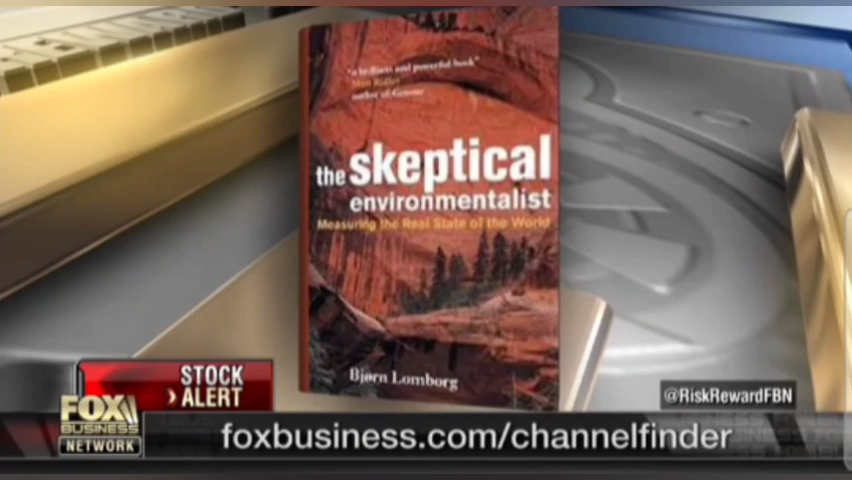 "a brilliant and powerful book"
Matt Ridley
author of Genome
the skeptical
environmentalist
Measuring the Real State of the World
Bjørn Lomborg
STOCK
› ALERT
@RiskRewardFBN
FOX
BUSINESS
NETWORK
foxbusiness.com/channelfinder